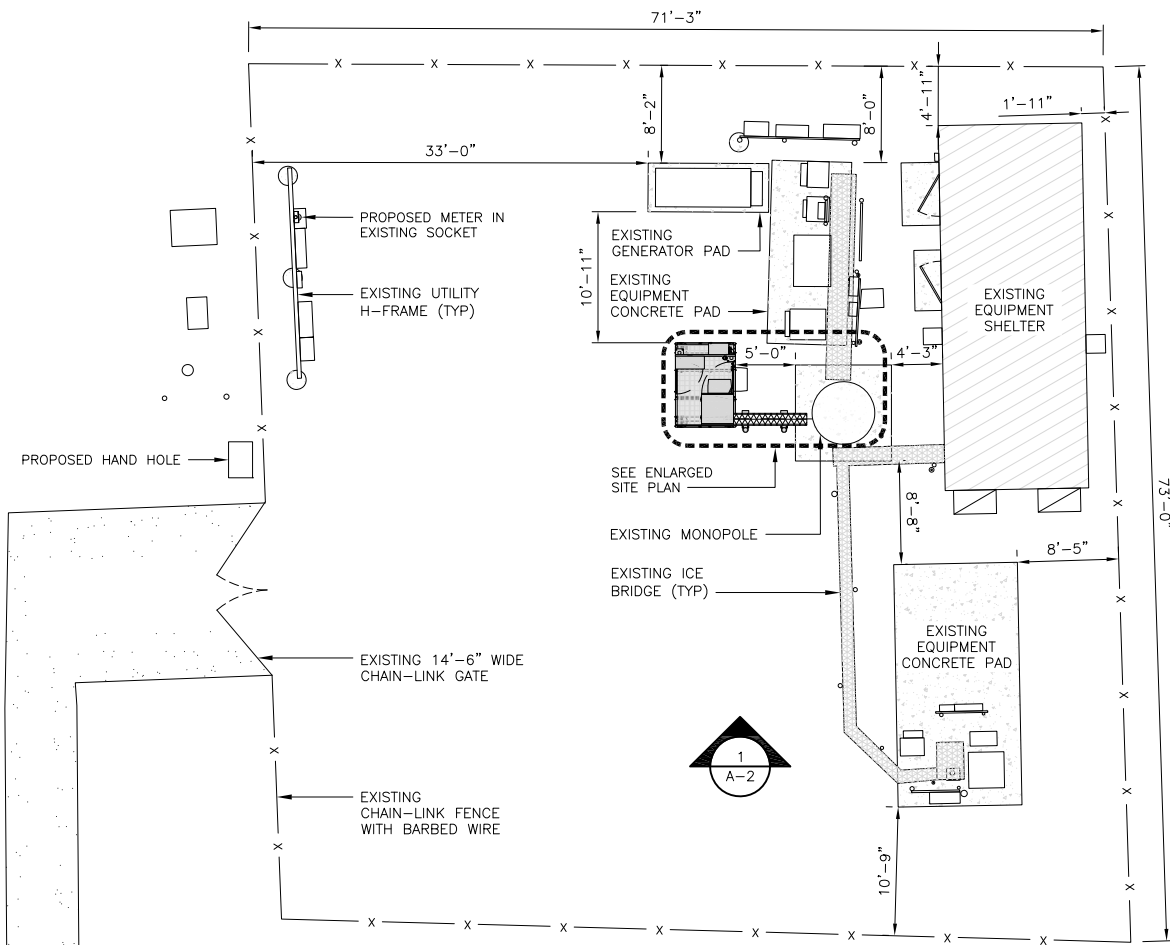 71'-3"
X X X X X X X X
8'-2"
8'-0"
4'-11"
1'-11"
X
X
33'-0"
PROPOSED METER IN
EXISTING SOCKET
EXISTING UTILITY
H-FRAME (TYP)
EXISTING
GENERATOR PAD
10'-11"
EXISTING
EQUIPMENT
CONCRETE PAD
EXISTING
EQUIPMENT
SHELTER
5'-0"
4'-3"
PROPOSED HAND HOLE
SEE ENLARGED
SITE PLAN
EXISTING MONOPOLE
EXISTING ICE
BRIDGE (TYP)
8'-8"
73'-0"
8'-5"
EXISTING
EQUIPMENT
CONCRETE PAD
EXISTING 14'-6" WIDE
CHAIN-LINK GATE
1
A-2
EXISTING
CHAIN-LINK FENCE
WITH BARBED WIRE
10'-9"
X X X X X X X X